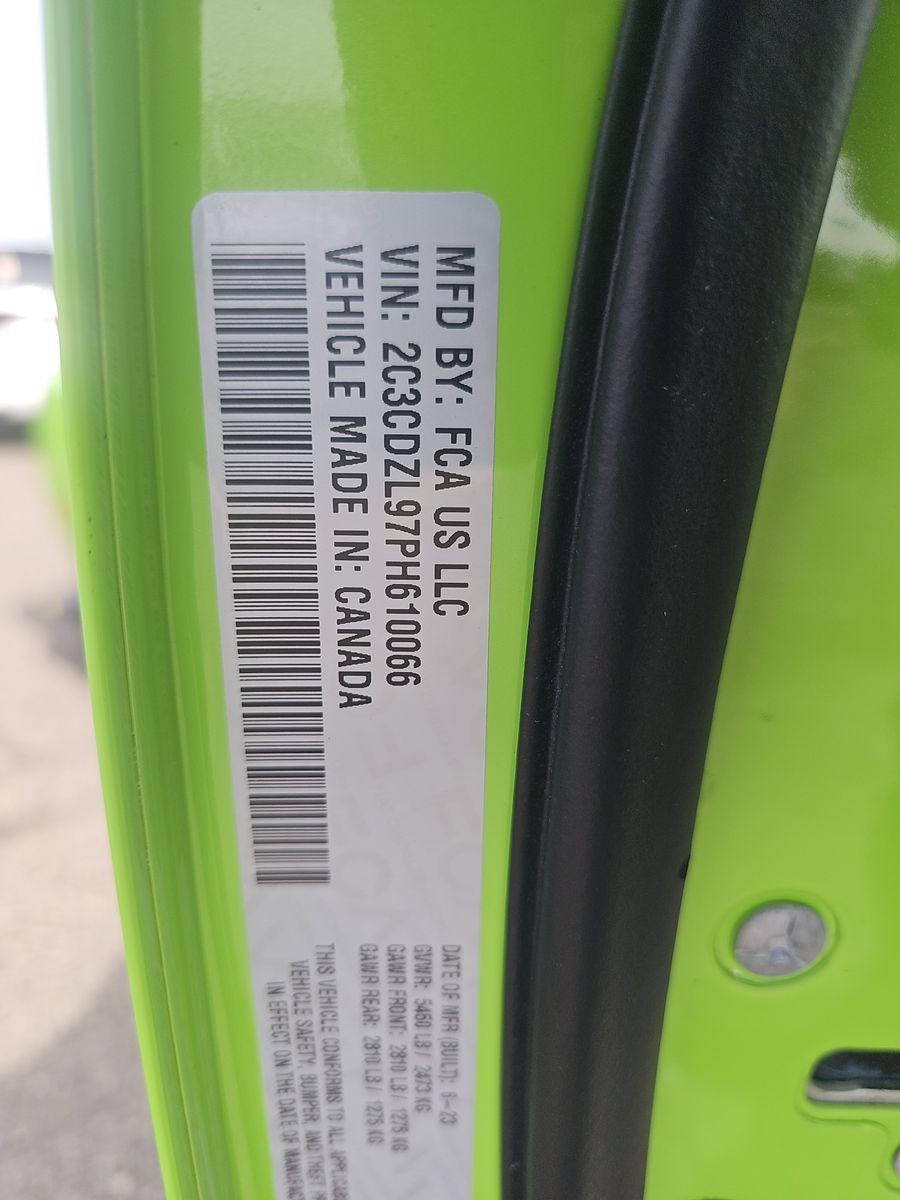 MFD BY: FCA US LLC
VIN: 2C3CDZL97PH610066
VEHICLE MADE IN: CANADA
DATE OF MFR (BUILT): 6-23
GVWR: 5450 LB / 2473 KG
GAWR FRONT: 2810 LB / 1275 KG
GAWR REAR: 2810 LB / 1275 KG
THIS VEHICLE CONFORMS TO ALL
VEHICLE SAFETY, BUMPER, AND THEFT
IN EFFECT ON THE DATE OF